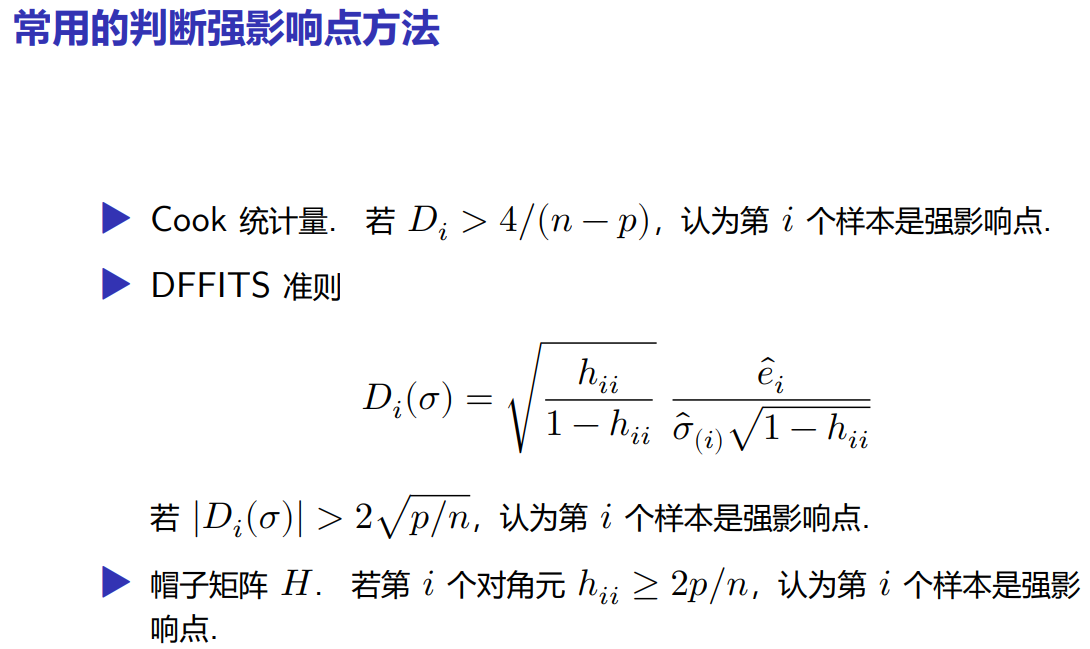 常用的判断强影响点方法
▶ Cook 统计量. 若 $D_i > 4/(n-p)$, 认为第 $i$ 个样本是强影响点.
▶ DFFITS 准则
$D_i(\sigma) = \sqrt{\frac{h_{ii}}{1-h_{ii}}} \frac{\hat{e}_i}{\hat{\sigma}_{(i)}\sqrt{1-h_{ii}}}$
若 $|D_i(\sigma)| > 2\sqrt{p/n}$, 认为第 $i$ 个样本是强影响点.
▶ 帽子矩阵 $H$. 若第 $i$ 个对角元 $h_{ii} \geq 2p/n$, 认为第 $i$ 个样本是强影
响点.